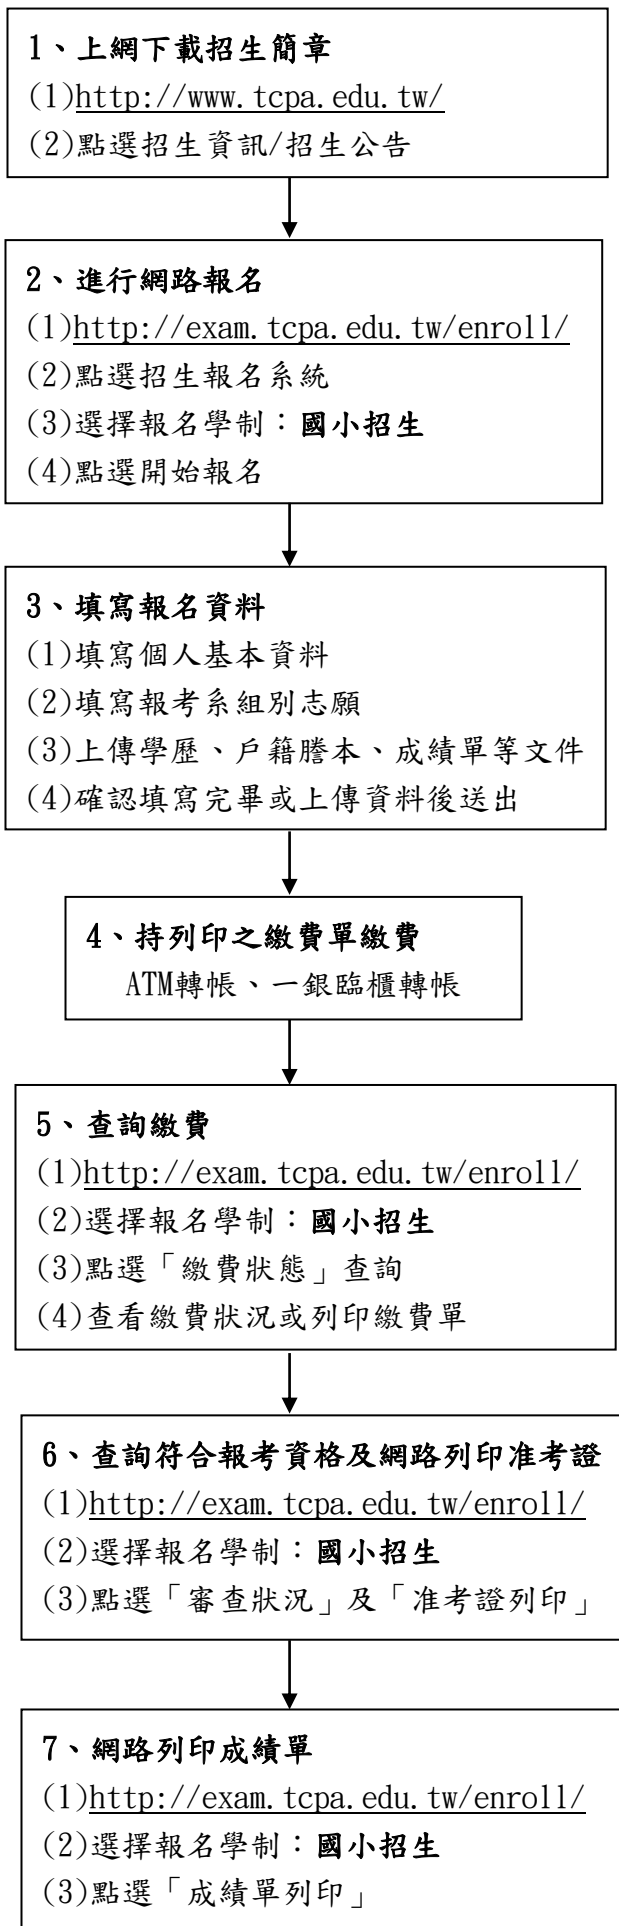 1、上網下載招生簡章
(1)http://www.tcpa.edu.tw/
(2)點選招生資訊/招生公告
2、進行網路報名
(1)http://exam.tcpa.edu.tw/enroll/
(2)點選招生報名系統
(3)選擇報名學制：國小招生
(4)點選開始報名
3、填寫報名資料
(1)填寫個人基本資料
(2)填寫報考系組別志願
(3)上傳學歷、戶籍謄本、成績單等文件
(4)確認填寫完畢或上傳資料後送出
4、持列印之繳費單繳費
ATM轉帳、一銀臨櫃轉帳
5、查詢繳費
(1)http://exam.tcpa.edu.tw/enroll/
(2)選擇報名學制：國小招生
(3)點選「繳費狀態」查詢
(4)查看繳費狀況或列印繳費單
6、查詢符合報考資格及網路列印准考證
(1)http://exam.tcpa.edu.tw/enroll/
(2)選擇報名學制：國小招生
(3)點選「審查狀況」及「准考證列印」
7、網路列印成績單
(1)http://exam.tcpa.edu.tw/enroll/
(2)選擇報名學制：國小招生
(3)點選「成績單列印」